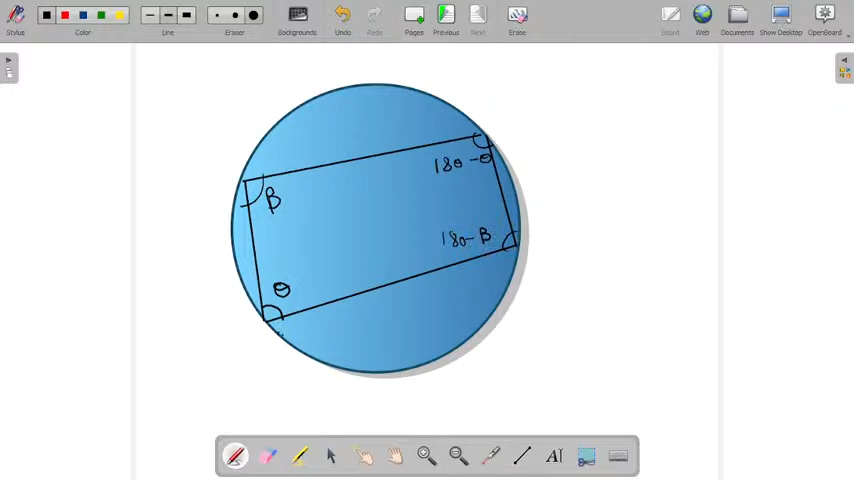 Stylus Color Line Eraser Backgrounds Undo Redo Pages Previous Next Erase Board Web Documents Show Desktop OpenBoard
180 - θ
β
180 - β
θ